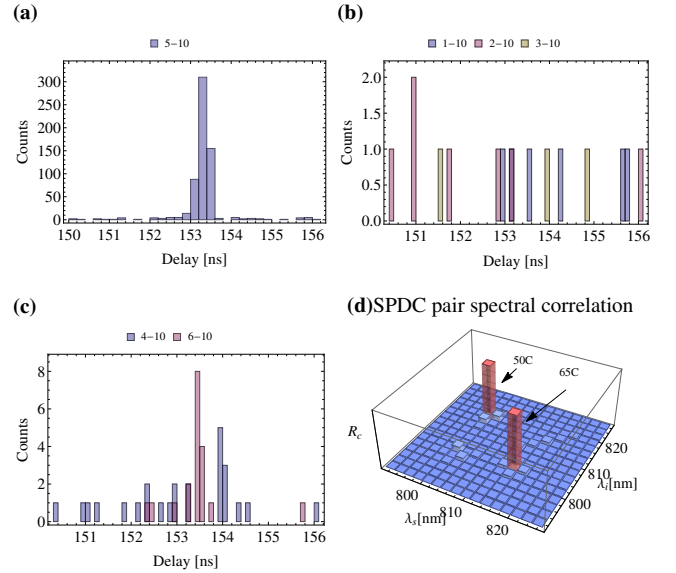 (a)
5−10
300
250
200
150
100
50
0
Counts
150 151 152 153 154 155 156
Delay [ns]
(b)
1−10 2−10 3−10
2.0
1.5
1.0
0.5
0.0
Counts
151 152 153 154 155 156
Delay [ns]
(c)
4−10 6−10
8
6
4
2
0
Counts
151 152 153 154 155 156
Delay [ns]
(d)SPDC pair spectral correlation
50C
65C
R_c
800
810
820
λ_s[nm]
800
810
820
λ_i[nm]